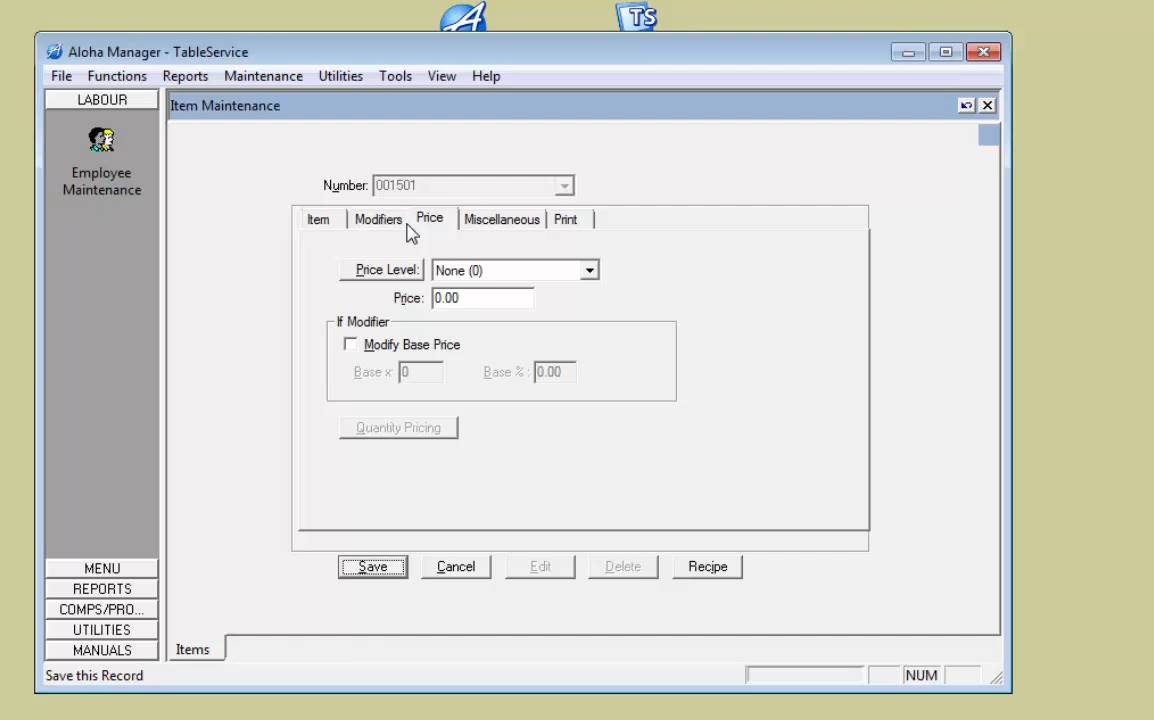 TS
Aloha Manager - TableService
File Functions Reports Maintenance Utilities Tools View Help
LABOUR
Item Maintenance
Employee
Maintenance
Number: 001501
Item Modifiers Price Miscellaneous Print
Price Level: None (0)
Price: 0.00
If Modifier
Modify Base Price
Base x: 0 Base % : 0.00
Quantity Pricing
Save Cancel Edit Delete Recipe
MENU
REPORTS
COMPS/PRO...
UTILITIES
MANUALS
Items
Save this Record
NUM